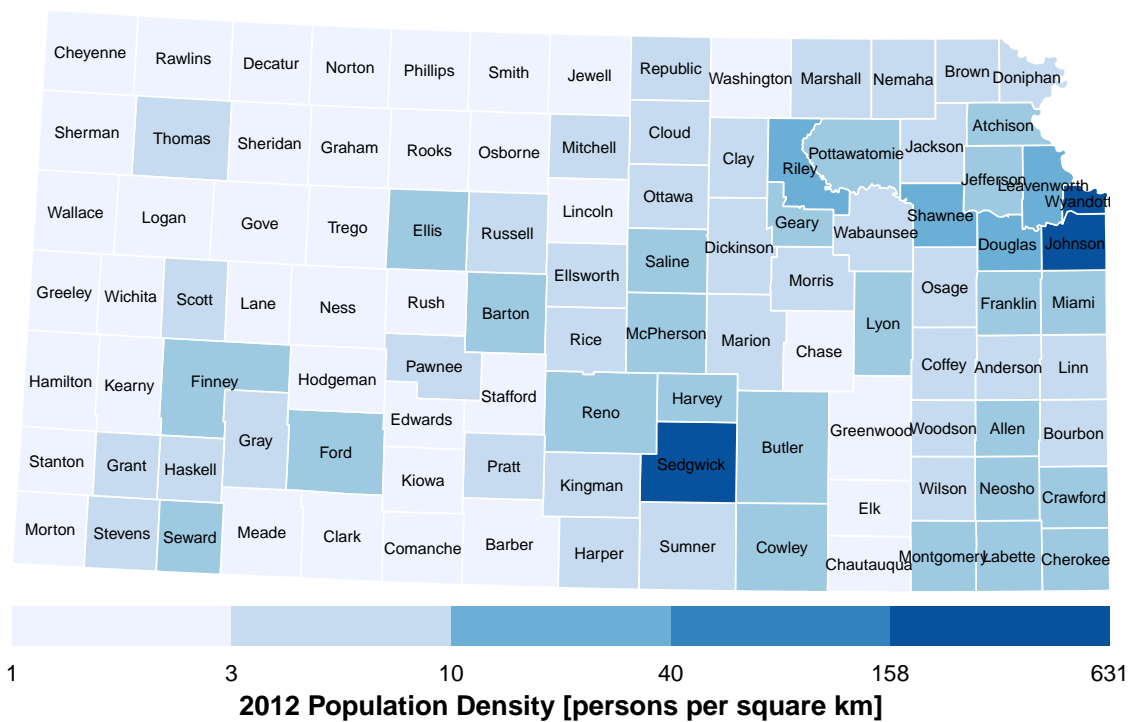 Cheyenne Rawlins Decatur Norton Phillips Smith Jewell Republic Washington Marshall Nemaha Brown Doniphan
Sherman Thomas Sheridan Graham Rooks Osborne Mitchell Cloud Clay Riley Pottawatomie Jackson Atchison
Jefferson Leavenworth Wyandott
Wallace Logan Gove Trego Ellis Russell Lincoln Ottawa Geary Wabaunsee Shawnee Douglas Johnson
Greeley Wichita Scott Lane Ness Rush Barton Ellsworth Saline Dickinson Morris Osage Franklin Miami
Hamilton Kearny Finney Hodgeman Pawnee Rice McPherson Marion Chase Lyon Coffey Anderson Linn
Stafford Edwards Reno Harvey
Stanton Grant Haskell Gray Ford Kiowa Pratt Kingman Sedgwick Butler Greenwood Woodson Allen Bourbon
Elk Wilson Neosho Crawford
Morton Stevens Seward Meade Clark Comanche Barber Harper Sumner Cowley Chautauqua Montgomery Labette Cherokee
1 3 10 40 158 631
2012 Population Density [persons per square km]